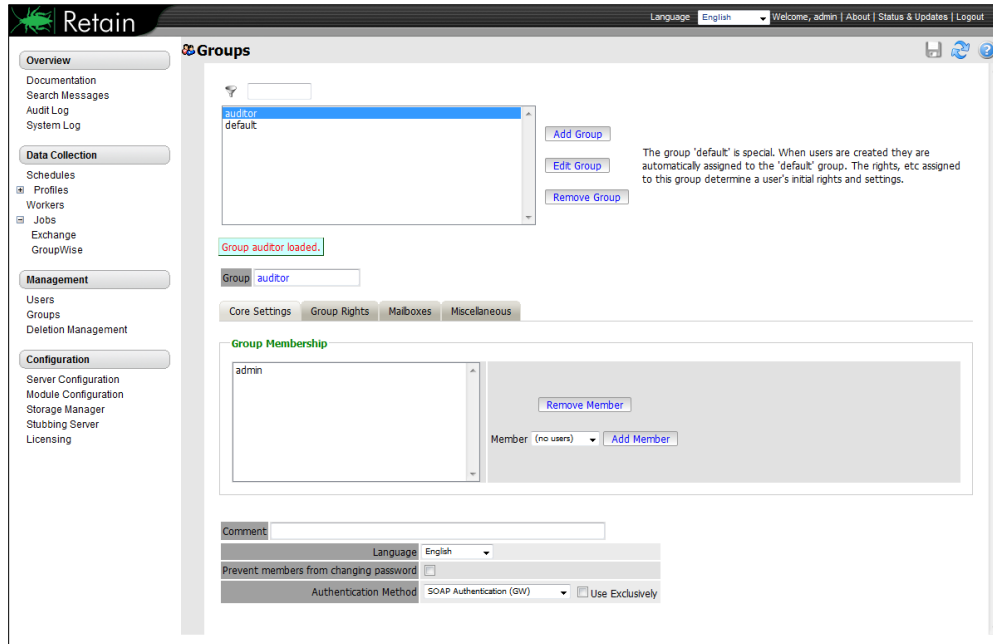 Retain
Language English Welcome, admin | About | Status & Updates | Logout
Groups
Overview
Documentation
Search Messages
Audit Log
System Log
Data Collection
Schedules
Profiles
Workers
Jobs
Exchange
GroupWise
Management
Users
Groups
Deletion Management
Configuration
Server Configuration
Module Configuration
Storage Manager
Stubbing Server
Licensing
auditor
default
Add Group
Edit Group
Remove Group
The group 'default' is special. When users are created they are
automatically assigned to the 'default' group. The rights, etc assigned
to this group determine a user's initial rights and settings.
Group auditor loaded.
Group auditor
Core Settings Group Rights Mailboxes Miscellaneous
Group Membership
admin
Remove Member
Member (no users) Add Member
Comment
Language English
Prevent members from changing password
Authentication Method SOAP Authentication (GW) Use Exclusively